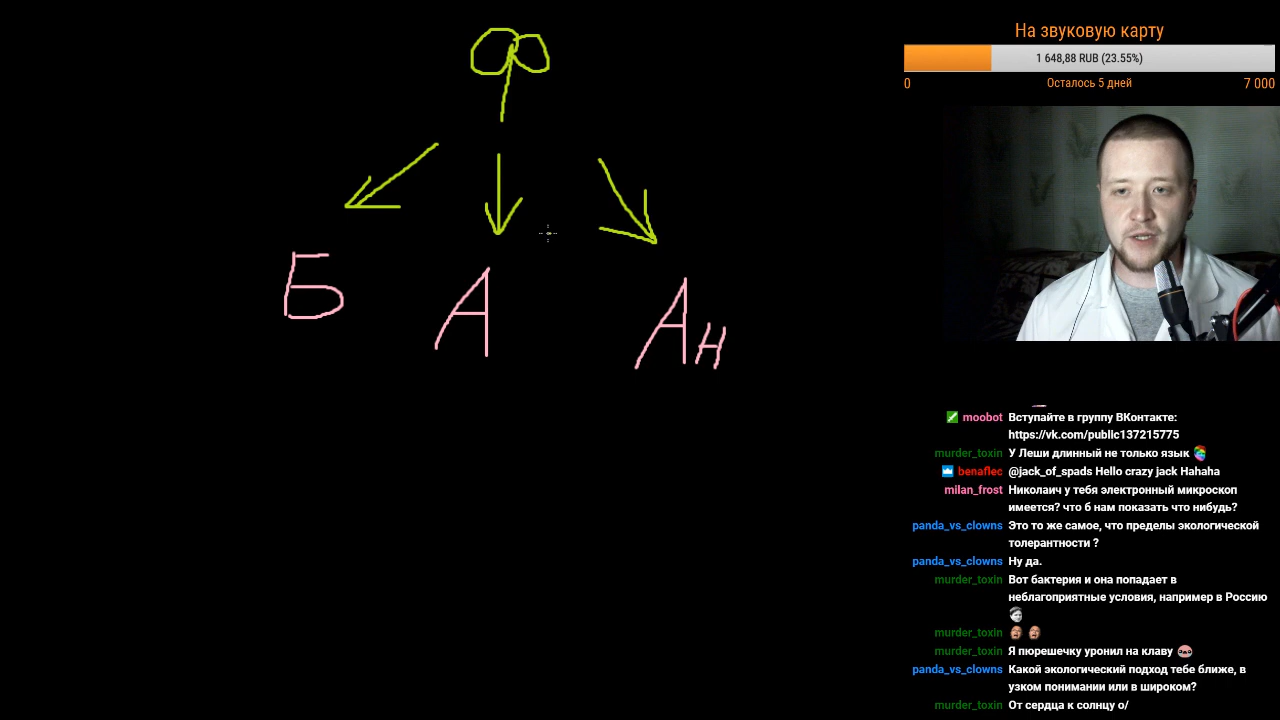 Б
А
Ан
На звуковую карту
1 648,88 RUB (23.55%)
0 Осталось 5 дней 7 000
moobot Вступайте в группу ВКонтакте:
https://vk.com/public137215775
murder_toxin У Леши длинный не только язык
benaflec @jack_of_spads Hello crazy jack Hahaha
milan_frost Николаич у тебя электронный микроскоп
имеется? что б нам показать что нибудь?
panda_vs_clowns Это то же самое, что пределы экологической
толерантности ?
panda_vs_clowns Ну да.
murder_toxin Вот бактерия и она попадает в
неблагоприятные условия, например в Россию
murder_toxin
murder_toxin Я пюрешечку уронил на клаву
panda_vs_clowns Какой экологический подход тебе ближе, в
узком понимании или в широком?
murder_toxin От сердца к солнцу o/